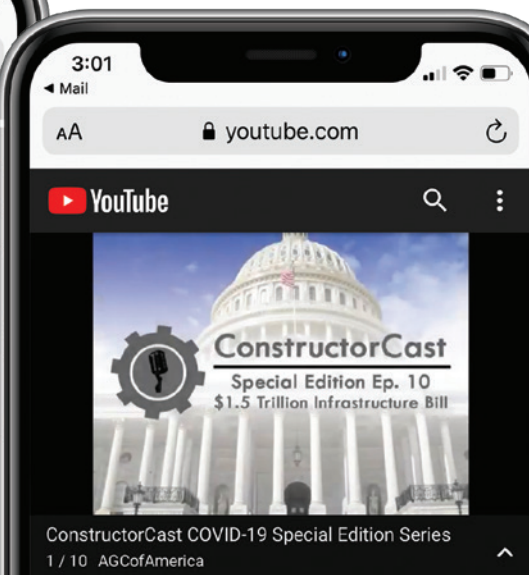 3:01
◀ Mail
AA
youtube.com
YouTube
ConstructorCast
Special Edition Ep. 10
$1.5 Trillion Infrastructure Bill
ConstructorCast COVID-19 Special Edition Series
1 / 10 AGCofAmerica